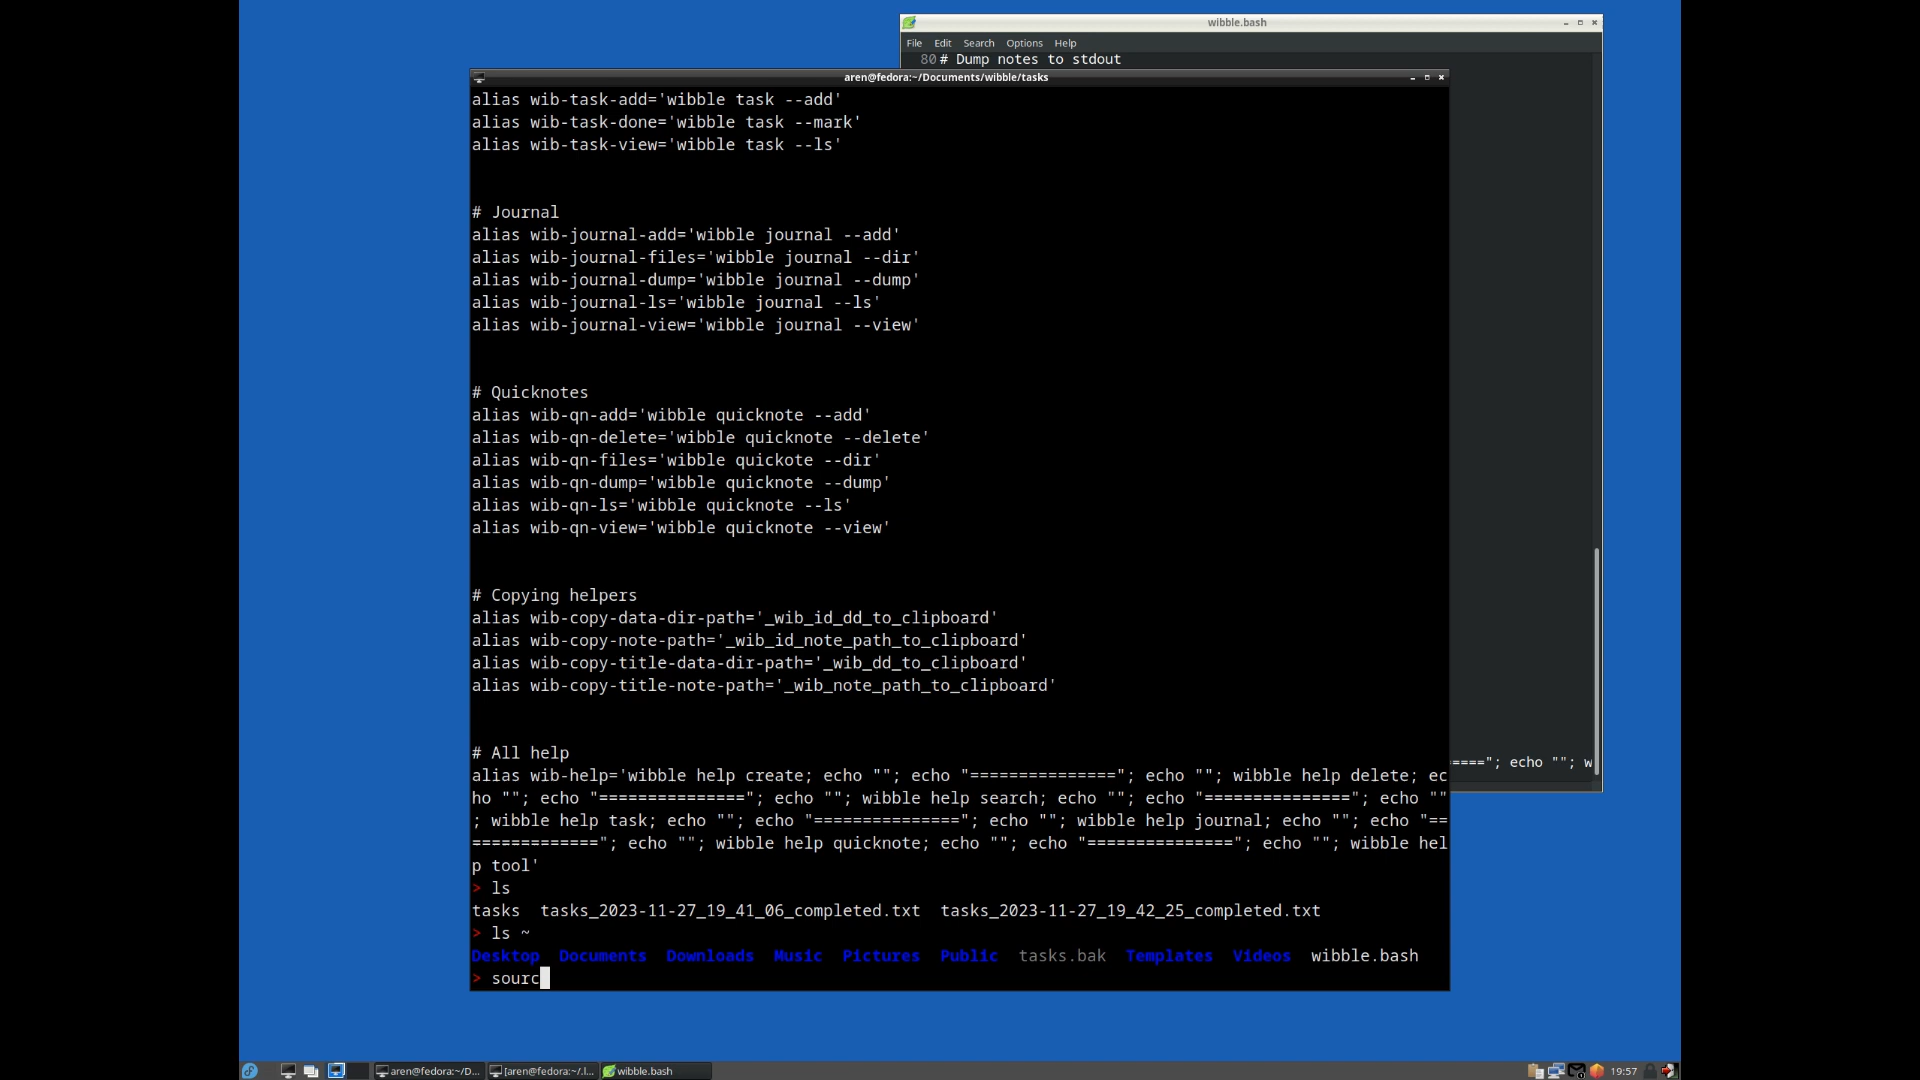 wibble.bash
File Edit Search Options Help
80 # Dump notes to stdout
aren@fedora:~/Documents/wibble/tasks
alias wib-task-add='wibble task --add'
alias wib-task-done='wibble task --mark'
alias wib-task-view='wibble task --ls'
# Journal
alias wib-journal-add='wibble journal --add'
alias wib-journal-files='wibble journal --dir'
alias wib-journal-dump='wibble journal --dump'
alias wib-journal-ls='wibble journal --ls'
alias wib-journal-view='wibble journal --view'
# Quicknotes
alias wib-qn-add='wibble quicknote --add'
alias wib-qn-delete='wibble quicknote --delete'
alias wib-qn-files='wibble quickote --dir'
alias wib-qn-dump='wibble quicknote --dump'
alias wib-qn-ls='wibble quicknote --ls'
alias wib-qn-view='wibble quicknote --view'
# Copying helpers
alias wib-copy-data-dir-path='_wib_id_dd_to_clipboard'
alias wib-copy-note-path='_wib_id_note_path_to_clipboard'
alias wib-copy-title-data-dir-path='_wib_dd_to_clipboard'
alias wib-copy-title-note-path='_wib_note_path_to_clipboard'
# All help
===="; echo ""; w
alias wib-help='wibble help create; echo ""; echo "==============="; echo ""; wibble help delete; ec
ho ""; echo "==============="; echo ""; wibble help search; echo ""; echo "==============="; echo ""
; wibble help task; echo ""; echo "==============="; echo ""; wibble help journal; echo ""; echo "==
============="; echo ""; wibble help quicknote; echo ""; echo "==============="; echo ""; wibble hel
p tool'
> ls
tasks tasks_2023-11-27_19_41_06_completed.txt tasks_2023-11-27_19_42_25_completed.txt
> ls ~
Desktop Documents Downloads Music Pictures Public tasks.bak Templates Videos wibble.bash
> sourc
aren@fedora:~/D... [aren@fedora:~/.l... wibble.bash 19:57